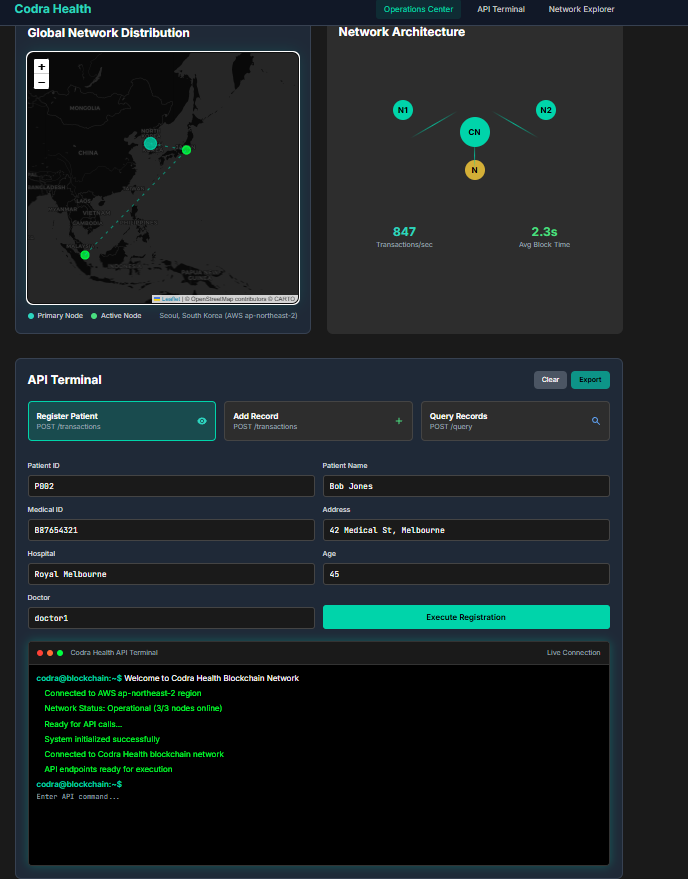 Codra Health
Operations Center
API Terminal
Network Explorer
Global Network Distribution
+
−
MONGOLIA
NORTH
CHINA
BANGLADESH
LAOS
VIETNAM
CAMBODIA
Leaflet | © OpenStreetMap contributors © CARTO
Primary Node
Active Node
Seoul, South Korea (AWS ap-northeast-2)
Network Architecture
N1
N2
CN
N
847
Transactions/sec
2.3s
Avg Block Time
API Terminal
Clear
Export
Register Patient
POST /transactions
Add Record
POST /transactions
+
Query Records
POST /query
Patient ID
P002
Patient Name
Bob Jones
Medical ID
B87654321
Address
42 Medical St, Melbourne
Hospital
Royal Melbourne
Age
45
Doctor
doctor1
Execute Registration
Codra Health API Terminal
Live Connection
codra@blockchain:~$ Welcome to Codra Health Blockchain Network
Connected to AWS ap-northeast-2 region
Network Status: Operational (3/3 nodes online)
Ready for API calls...
System initialized successfully
Connected to Codra Health blockchain network
API endpoints ready for execution
codra@blockchain:~$
Enter API command...